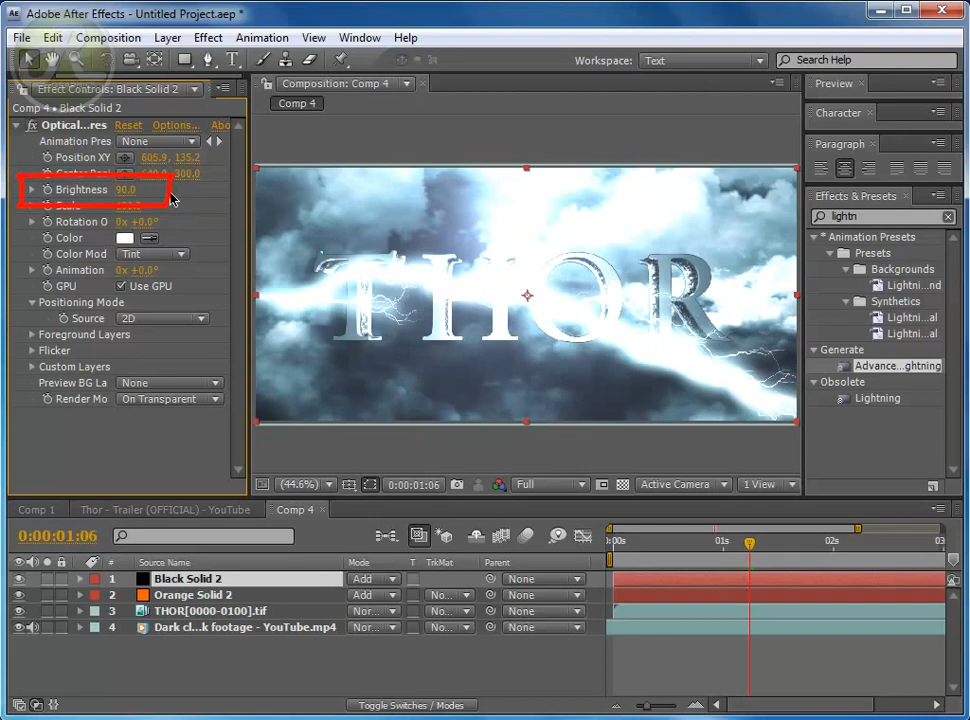 Adobe After Effects - Untitled Project.aep *
File Edit Composition Layer Effect Animation View Window Help
Workspace: Text Search Help
Effect Controls: Black Solid 2
Comp 4 • Black Solid 2
Optical...res Reset Options... Abo
Animation Pres None
Position XY 605.9, 135.2
Brightness 90.0
Rotation O 0x +0.0°
Color
Color Mod Tint
Animation 0x +0.0°
GPU Use GPU
Positioning Mode
Source 2D
Foreground Layers
Flicker
Custom Layers
Preview BG La None
Render Mo On Transparent
Composition: Comp 4
Comp 4
THOR
(44.6%) 0:00:01:06 Full Active Camera 1 View
Preview
Character
Paragraph
Effects & Presets
lightn
* Animation Presets
Presets
Backgrounds
Lightni...nd
Synthetics
Lightni...al
Lightni...al
Generate
Advance...ghtning
Obsolete
Lightning
Comp 1 Thor - Trailer (OFFICIAL) - YouTube Comp 4
0:00:01:06
:00s 01s 02s 03
# Source Name Mode T TrkMat Parent
1 Black Solid 2 Add None
2 Orange Solid 2 Add No... None
3 THOR[0000-0100].tif Nor... No... None
4 Dark cl...k footage - YouTube.mp4 Nor... No... None
Toggle Switches / Modes